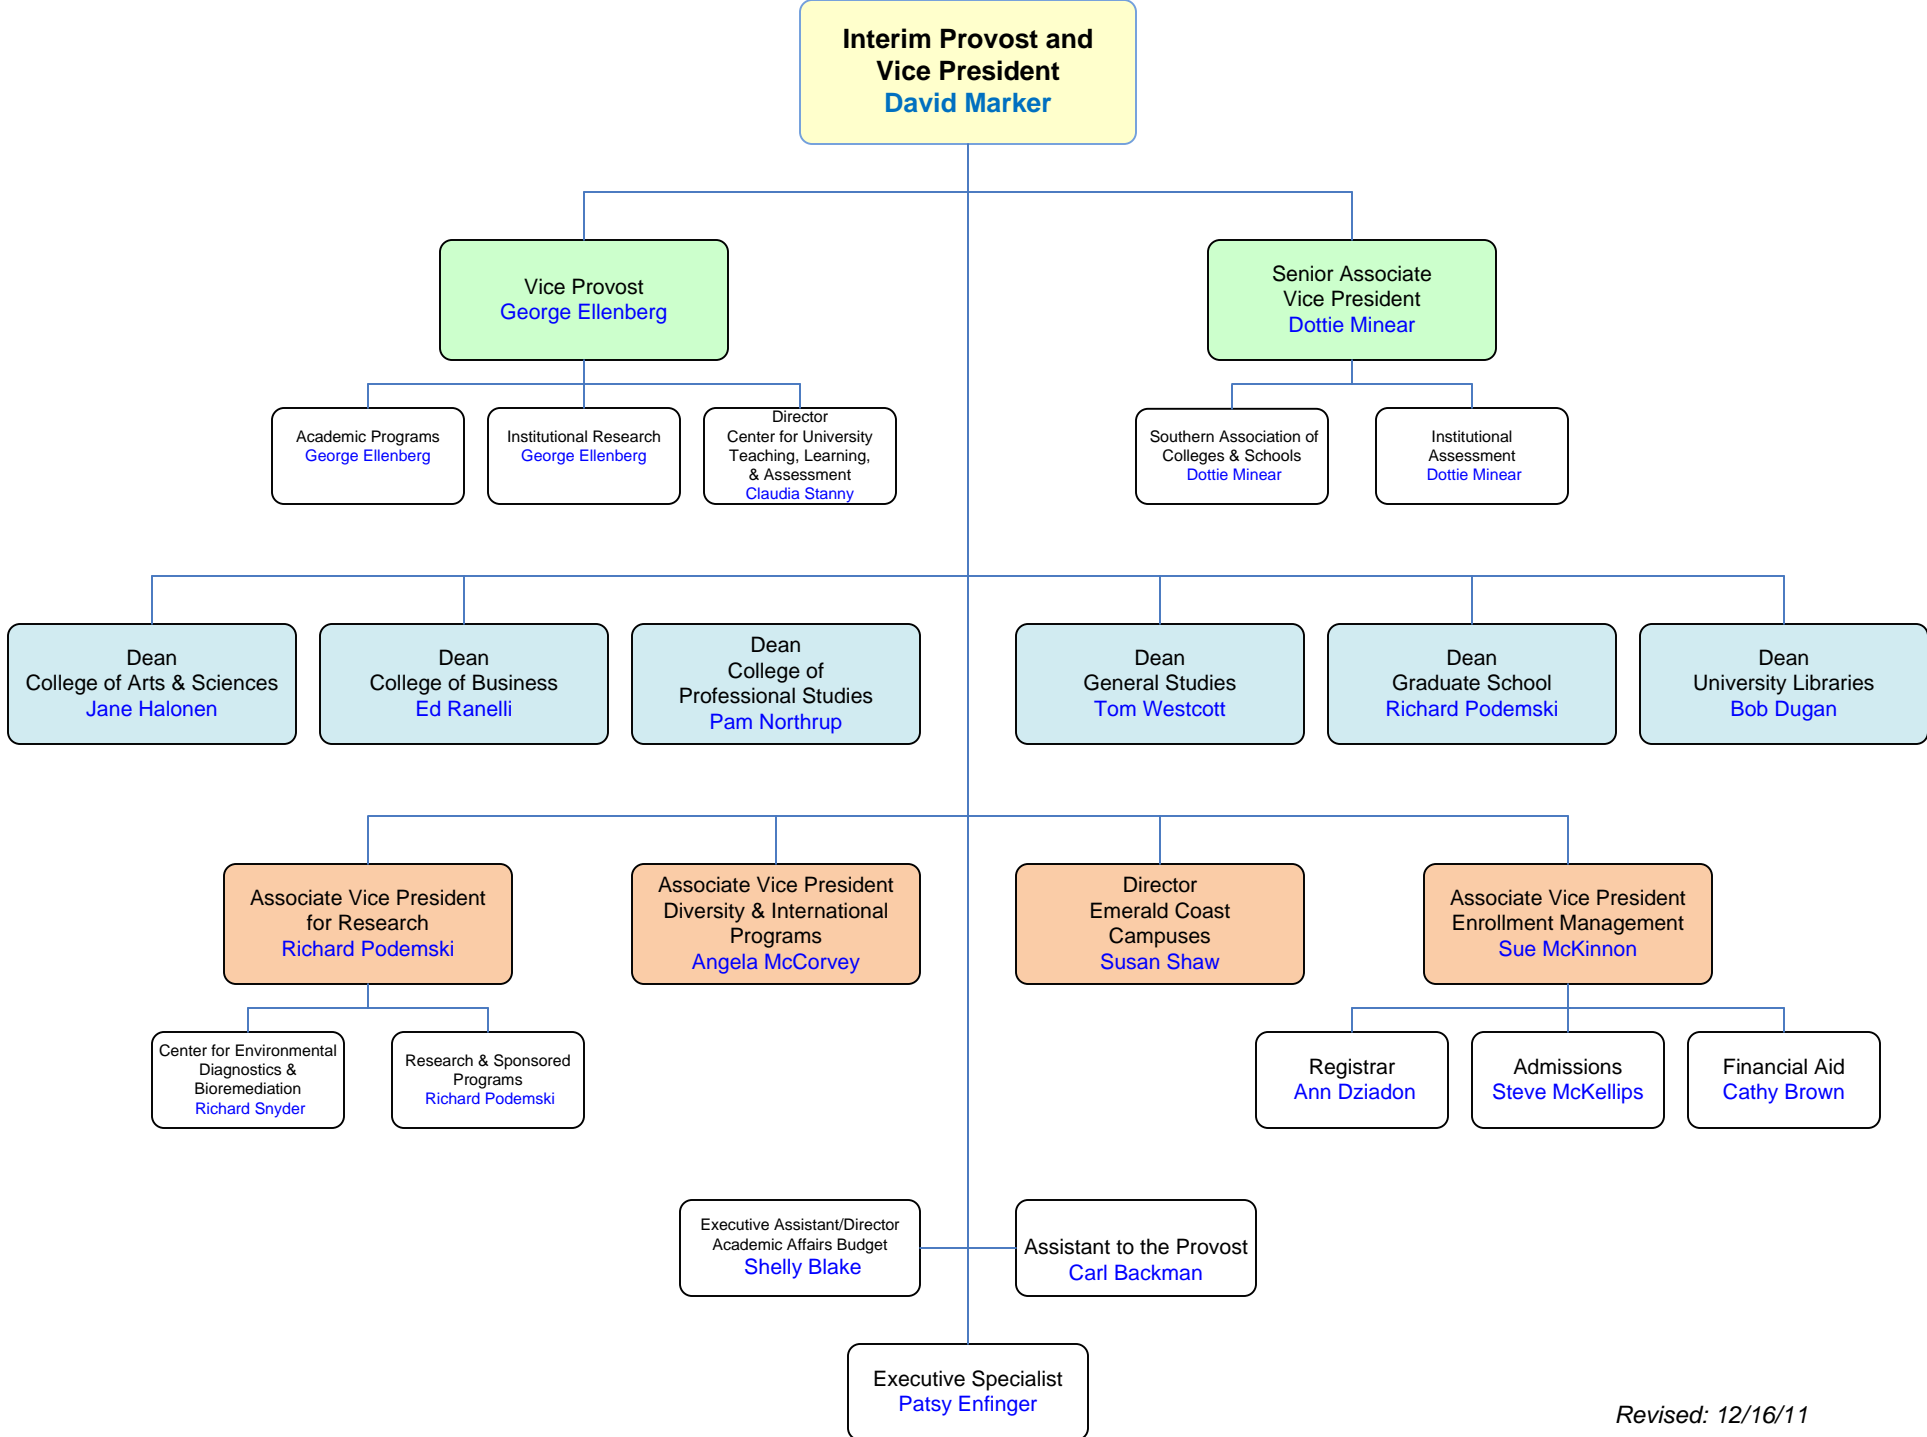 Interim Provost and
Vice President
David Marker
Vice Provost
George Ellenberg
Senior Associate
Vice President
Dottie Minear
Academic Programs
George Ellenberg
Institutional Research
George Ellenberg
Director
Center for University
Teaching, Learning,
& Assessment
Claudia Stanny
Southern Association of
Colleges & Schools
Dottie Minear
Institutional
Assessment
Dottie Minear
Dean
College of Arts & Sciences
Jane Halonen
Dean
College of Business
Ed Ranelli
Dean
College of
Professional Studies
Pam Northrup
Dean
General Studies
Tom Westcott
Dean
Graduate School
Richard Podemski
Dean
University Libraries
Bob Dugan
Associate Vice President
for Research
Richard Podemski
Associate Vice President
Diversity & International
Programs
Angela McCorvey
Director
Emerald Coast
Campuses
Susan Shaw
Associate Vice President
Enrollment Management
Sue McKinnon
Center for Environmental
Diagnostics &
Bioremediation
Richard Snyder
Research & Sponsored
Programs
Richard Podemski
Registrar
Ann Dziadon
Admissions
Steve McKellips
Financial Aid
Cathy Brown
Executive Assistant/Director
Academic Affairs Budget
Shelly Blake
Assistant to the Provost
Carl Backman
Executive Specialist
Patsy Enfinger
Revised: 12/16/11